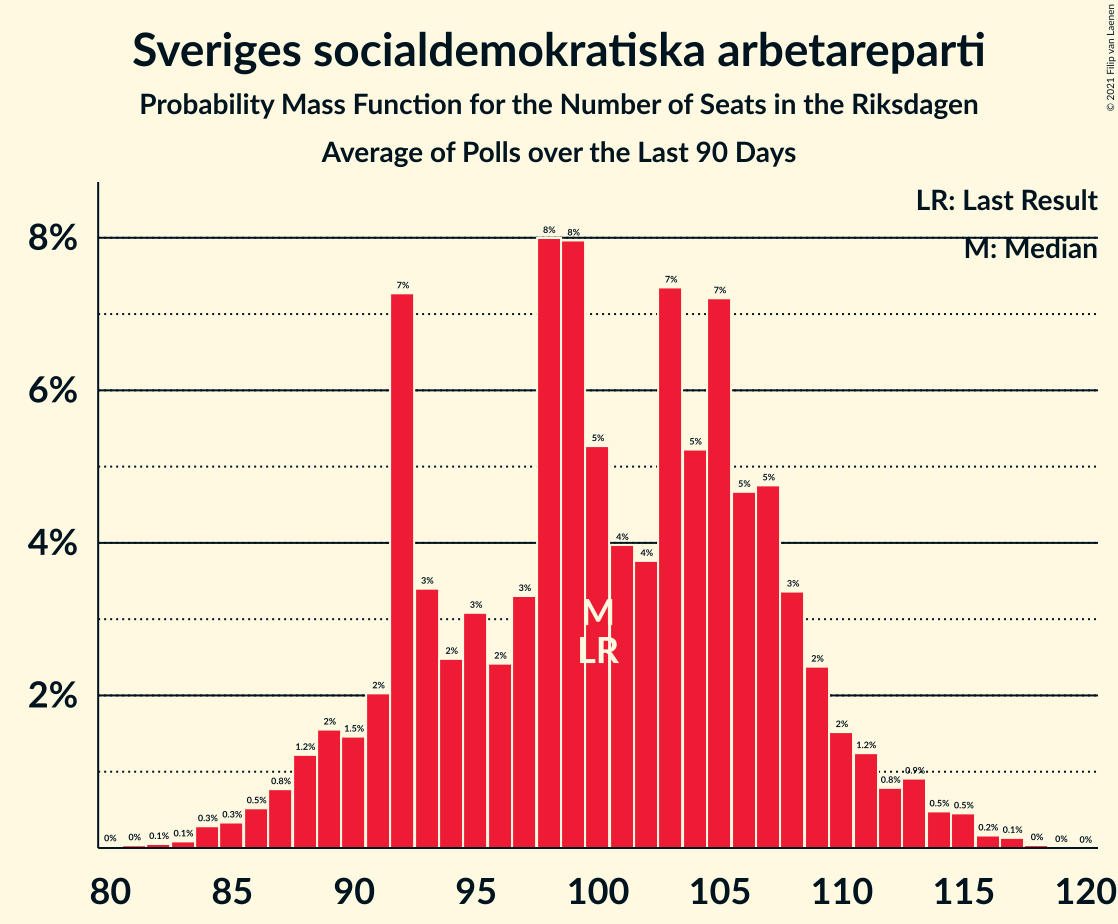 Sveriges socialdemokratiska arbetareparti
Probability Mass Function for the Number of Seats in the Riksdagen
Average of Polls over the Last 90 Days
© 2021 Filip van Laenen
LR: Last Result
M: Median
8%
6%
4%
2%
0% 0% 0.1% 0.1% 0.3% 0.3% 0.5% 0.8% 1.2% 2% 1.5% 2% 7% 3% 2% 3% 2% 3% 8% 8% 5% 4% 4% 7% 5% 7% 5% 5% 3% 2% 2% 1.2% 0.8% 0.9% 0.5% 0.5% 0.2% 0.1% 0% 0% 0%
M
LR
80 85 90 95 100 105 110 115 120